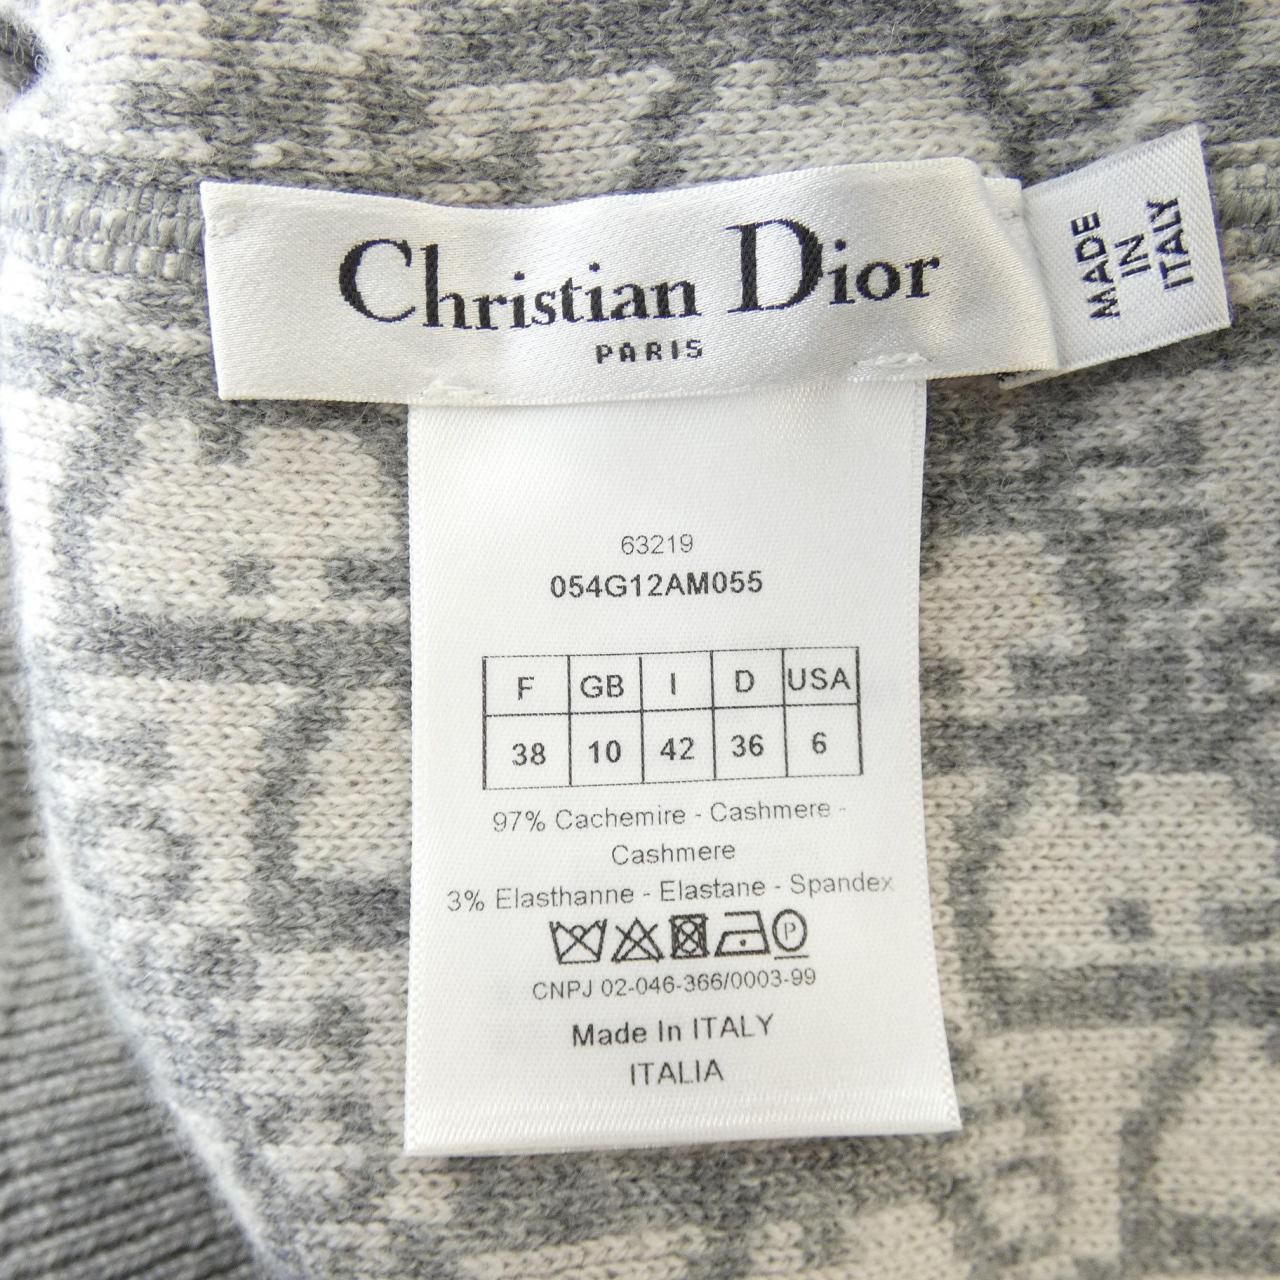 Christian Dior
PARIS
MADE
IN
ITALY
63219
054G12AM055
F GB I D USA
38 10 42 36 6
97% Cachemire - Cashmere -
Cashmere
3% Elasthanne - Elastane - Spandex
P
CNPJ 02-046-366/0003-99
Made In ITALY
ITALIA